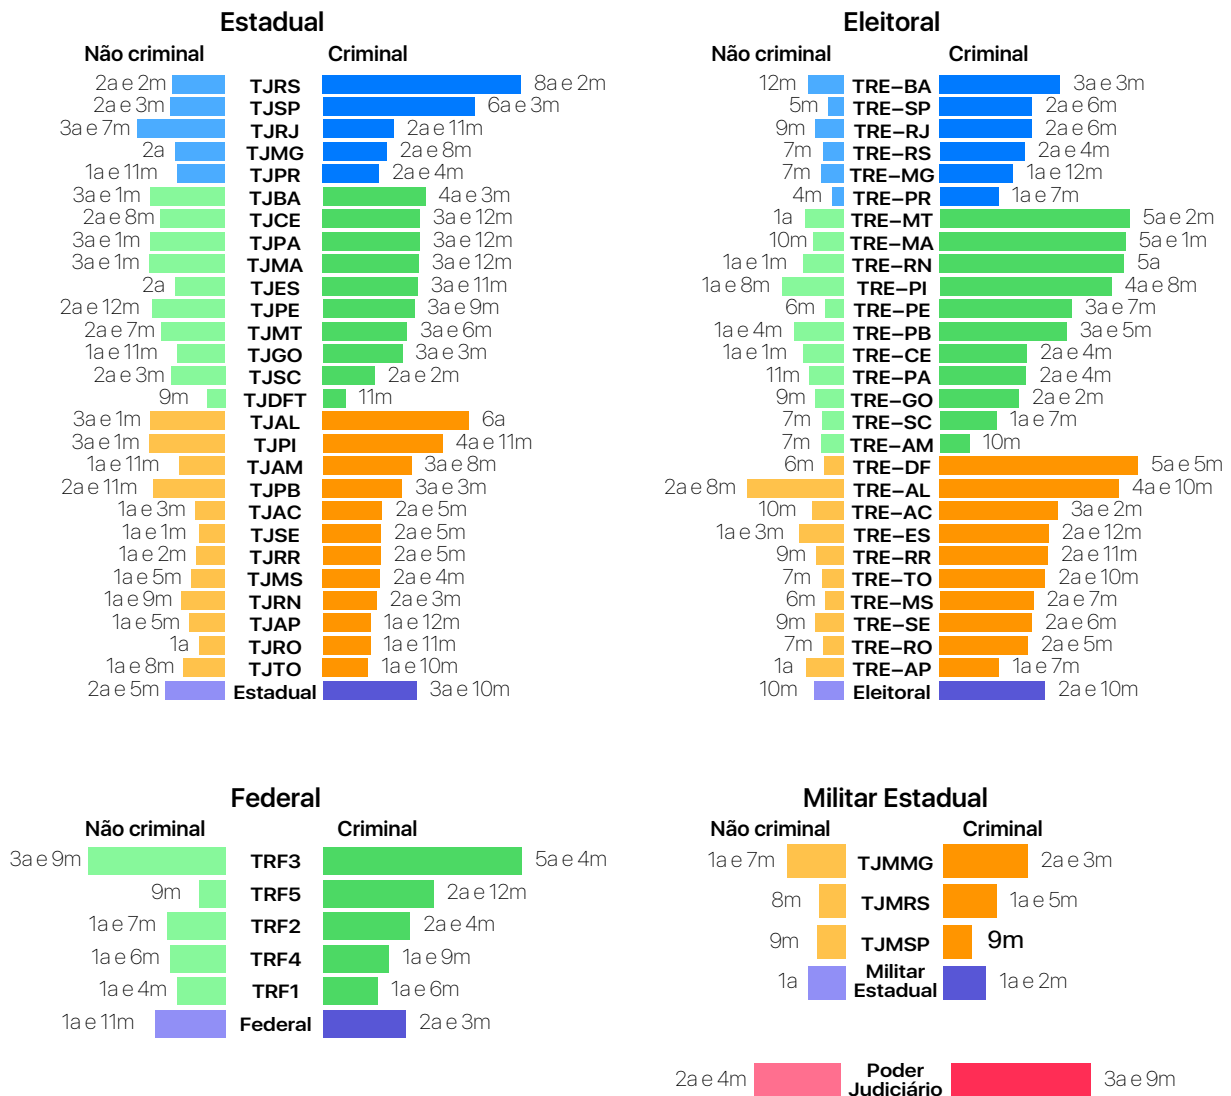 Estadual
Não criminal Criminal
2a e 2m TJRS 8a e 2m
2a e 3m TJSP 6a e 3m
3a e 7m TJRJ 2a e 11m
2a TJMG 2a e 8m
1a e 11m TJPR 2a e 4m
3a e 1m TJBA 4a e 3m
2a e 8m TJCE 3a e 12m
3a e 1m TJPA 3a e 12m
3a e 1m TJMA 3a e 12m
2a TJES 3a e 11m
2a e 12m TJPE 3a e 9m
2a e 7m TJMT 3a e 6m
1a e 11m TJGO 3a e 3m
2a e 3m TJSC 2a e 2m
9m TJDFT 11m
3a e 1m TJAL 6a
3a e 1m TJPI 4a e 11m
1a e 11m TJAM 3a e 8m
2a e 11m TJPB 3a e 3m
1a e 3m TJAC 2a e 5m
1a e 1m TJSE 2a e 5m
1a e 2m TJRR 2a e 5m
1a e 5m TJMS 2a e 4m
1a e 9m TJRN 2a e 3m
1a e 5m TJAP 1a e 12m
1a TJRO 1a e 11m
1a e 8m TJTO 1a e 10m
2a e 5m Estadual 3a e 10m
Eleitoral
Não criminal Criminal
12m TRE-BA 3a e 3m
5m TRE-SP 2a e 6m
9m TRE-RJ 2a e 6m
7m TRE-RS 2a e 4m
7m TRE-MG 1a e 12m
4m TRE-PR 1a e 7m
1a TRE-MT 5a e 2m
10m TRE-MA 5a e 1m
1a e 1m TRE-RN 5a
1a e 8m TRE-PI 4a e 8m
6m TRE-PE 3a e 7m
1a e 4m TRE-PB 3a e 5m
1a e 1m TRE-CE 2a e 4m
11m TRE-PA 2a e 4m
9m TRE-GO 2a e 2m
7m TRE-SC 1a e 7m
7m TRE-AM 10m
6m TRE-DF 5a e 5m
2a e 8m TRE-AL 4a e 10m
10m TRE-AC 3a e 2m
1a e 3m TRE-ES 2a e 12m
9m TRE-RR 2a e 11m
7m TRE-TO 2a e 10m
6m TRE-MS 2a e 7m
9m TRE-SE 2a e 6m
7m TRE-RO 2a e 5m
1a TRE-AP 1a e 7m
10m Eleitoral 2a e 10m
Federal
Não criminal Criminal
3a e 9m TRF3 5a e 4m
9m TRF5 2a e 12m
1a e 7m TRF2 2a e 4m
1a e 6m TRF4 1a e 9m
1a e 4m TRF1 1a e 6m
1a e 11m Federal 2a e 3m
Militar Estadual
Não criminal Criminal
1a e 7m TJMMG 2a e 3m
8m TJMRS 1a e 5m
9m TJMSP 9m
Militar
1a Estadual 1a e 2m
Poder
2a e 4m Judiciário 3a e 9m